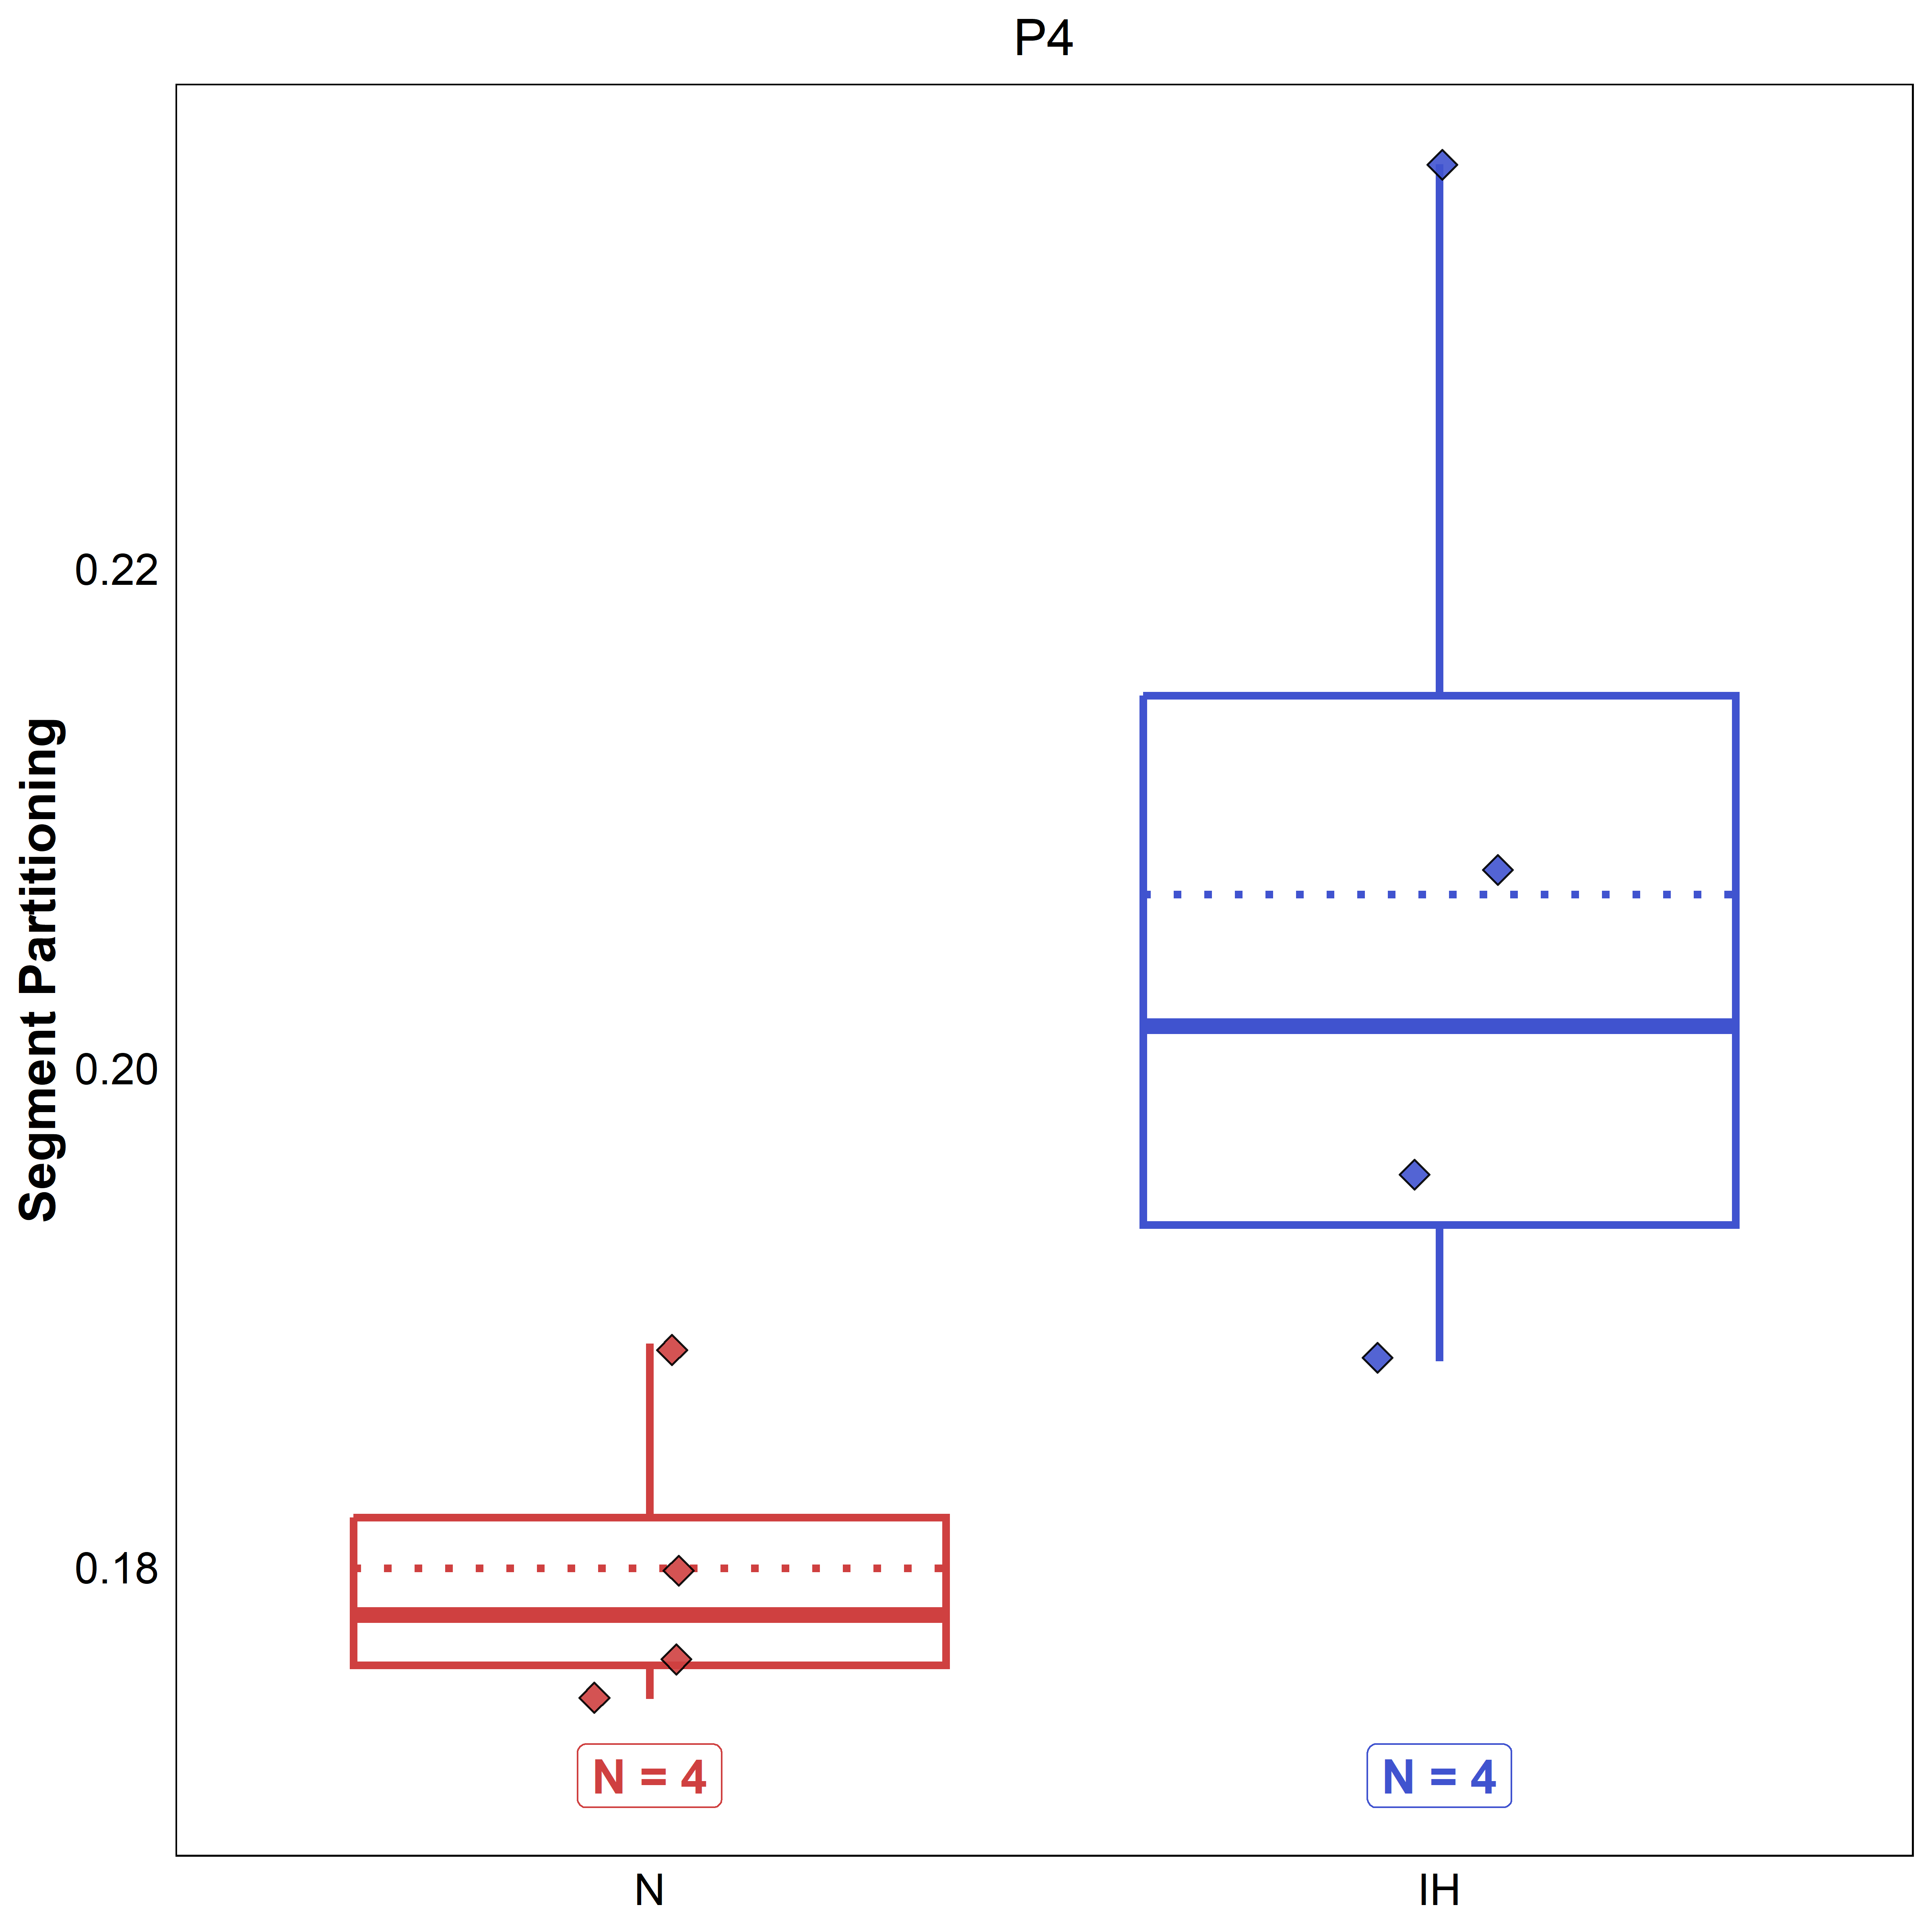 P4
Segment Partitioning
0.22
0.20
0.18
N = 4
N = 4
N
IH